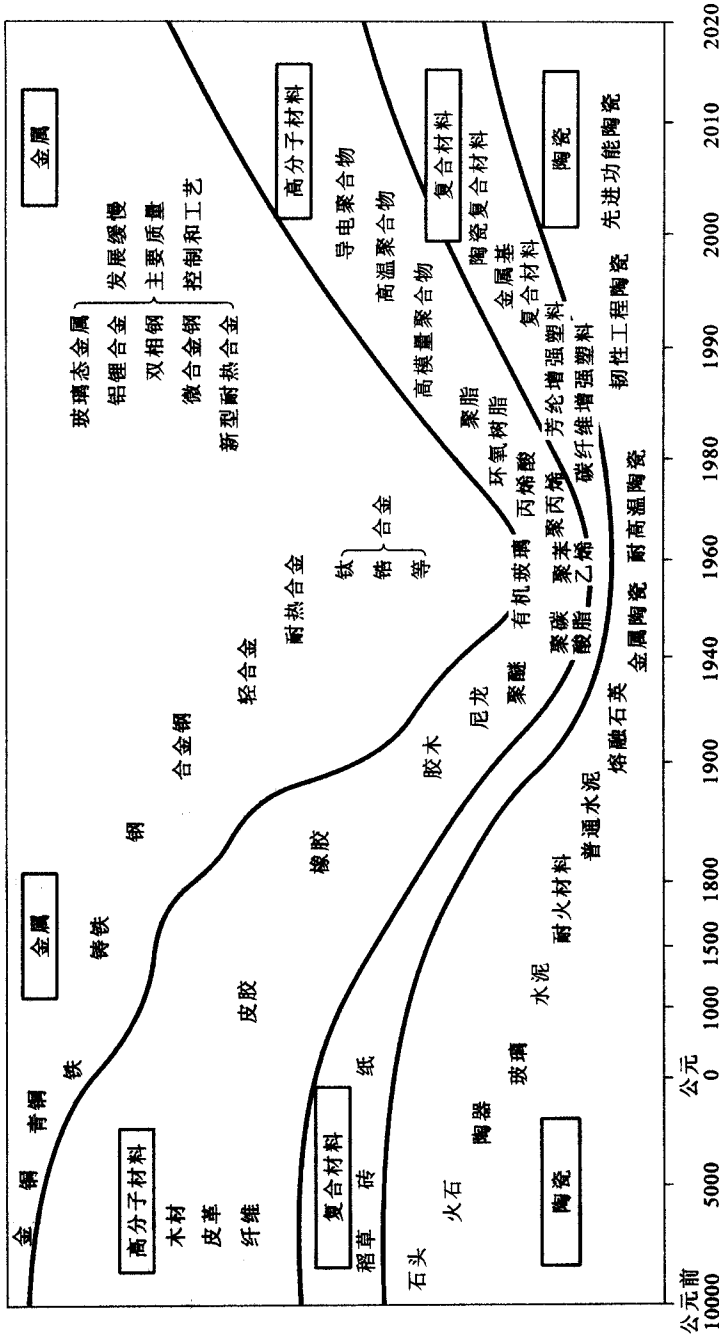 金属
金属
金
铜
青铜
铁
铸铁
钢
合金钢
轻合金
耐热合金
钛
锆
等
合金
玻璃态金属
铝锂合金
双相钢
微合金钢
新型耐热合金
发展缓慢
主要质量
控制和工艺
高分子材料
木材
皮革
纤维
皮胶
橡胶
胶木
尼龙
聚醚
有机玻璃
聚碳
酸脂
聚苯
乙烯
聚丙烯
丙烯酸
环氧树脂
聚脂
高模量聚合物
高温聚合物
导电聚合物
高分子材料
复合材料
稻草
砖
纸
碳纤维增强塑料
芳纶增强塑料
金属基
复合材料
陶瓷复合材料
复合材料
石头
火石
陶器
玻璃
水泥
耐火材料
普通水泥
熔融石英
金属陶瓷
耐高温陶瓷
韧性工程陶瓷
先进功能陶瓷
陶瓷
陶瓷
公元前
10000
5000
公元
0
1000
1500
1800
1900
1940
1960
1980
1990
2000
2010
2020